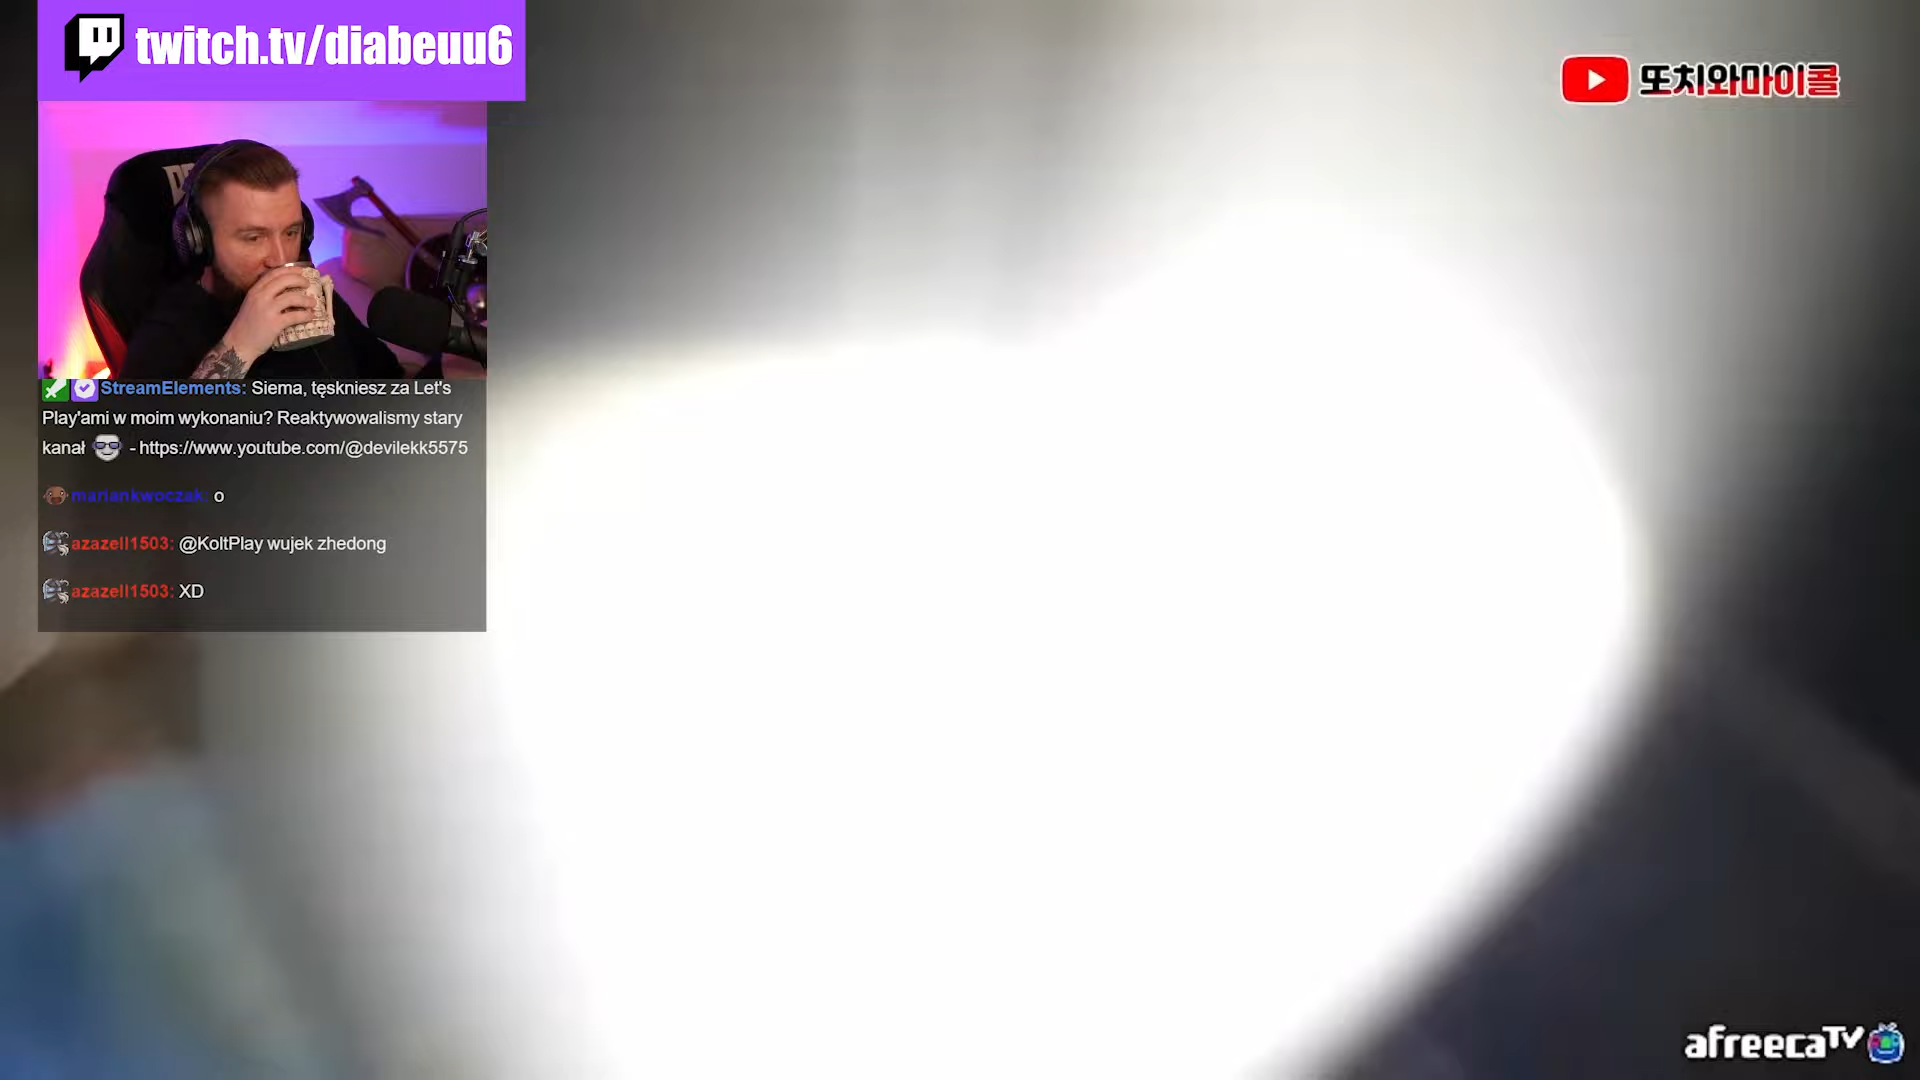 twitch.tv/diabeuu6
또치와마이콜
StreamElements: Siema, tęskniesz za Let's
Play'ami w moim wykonaniu? Reaktywowalismy stary
kanał - https://www.youtube.com/@devilekk5575
mariankwoczak: o
azazell1503: @KoltPlay wujek zhedong
azazell1503: XD
afreecaTV